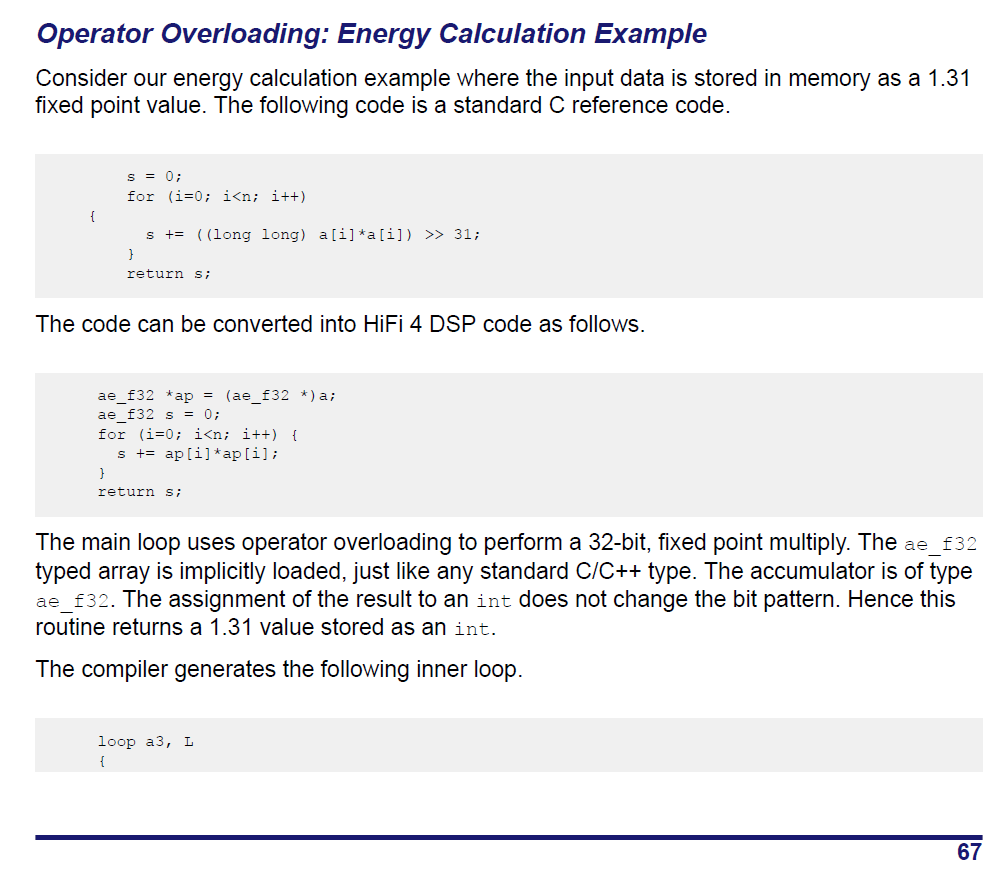 Operator Overloading: Energy Calculation Example
Consider our energy calculation example where the input data is stored in memory as a 1.31
fixed point value. The following code is a standard C reference code.
s = 0;
for (i=0; i<n; i++)
{
s += ((long long) a[i]*a[i]) >> 31;
}
return s;
The code can be converted into HiFi 4 DSP code as follows.
ae_f32 *ap = (ae_f32 *)a;
ae_f32 s = 0;
for (i=0; i<n; i++) {
s += ap[i]*ap[i];
}
return s;
The main loop uses operator overloading to perform a 32-bit, fixed point multiply. The ae_f32
typed array is implicitly loaded, just like any standard C/C++ type. The accumulator is of type
ae_f32. The assignment of the result to an int does not change the bit pattern. Hence this
routine returns a 1.31 value stored as an int.
The compiler generates the following inner loop.
loop a3, L
{
67